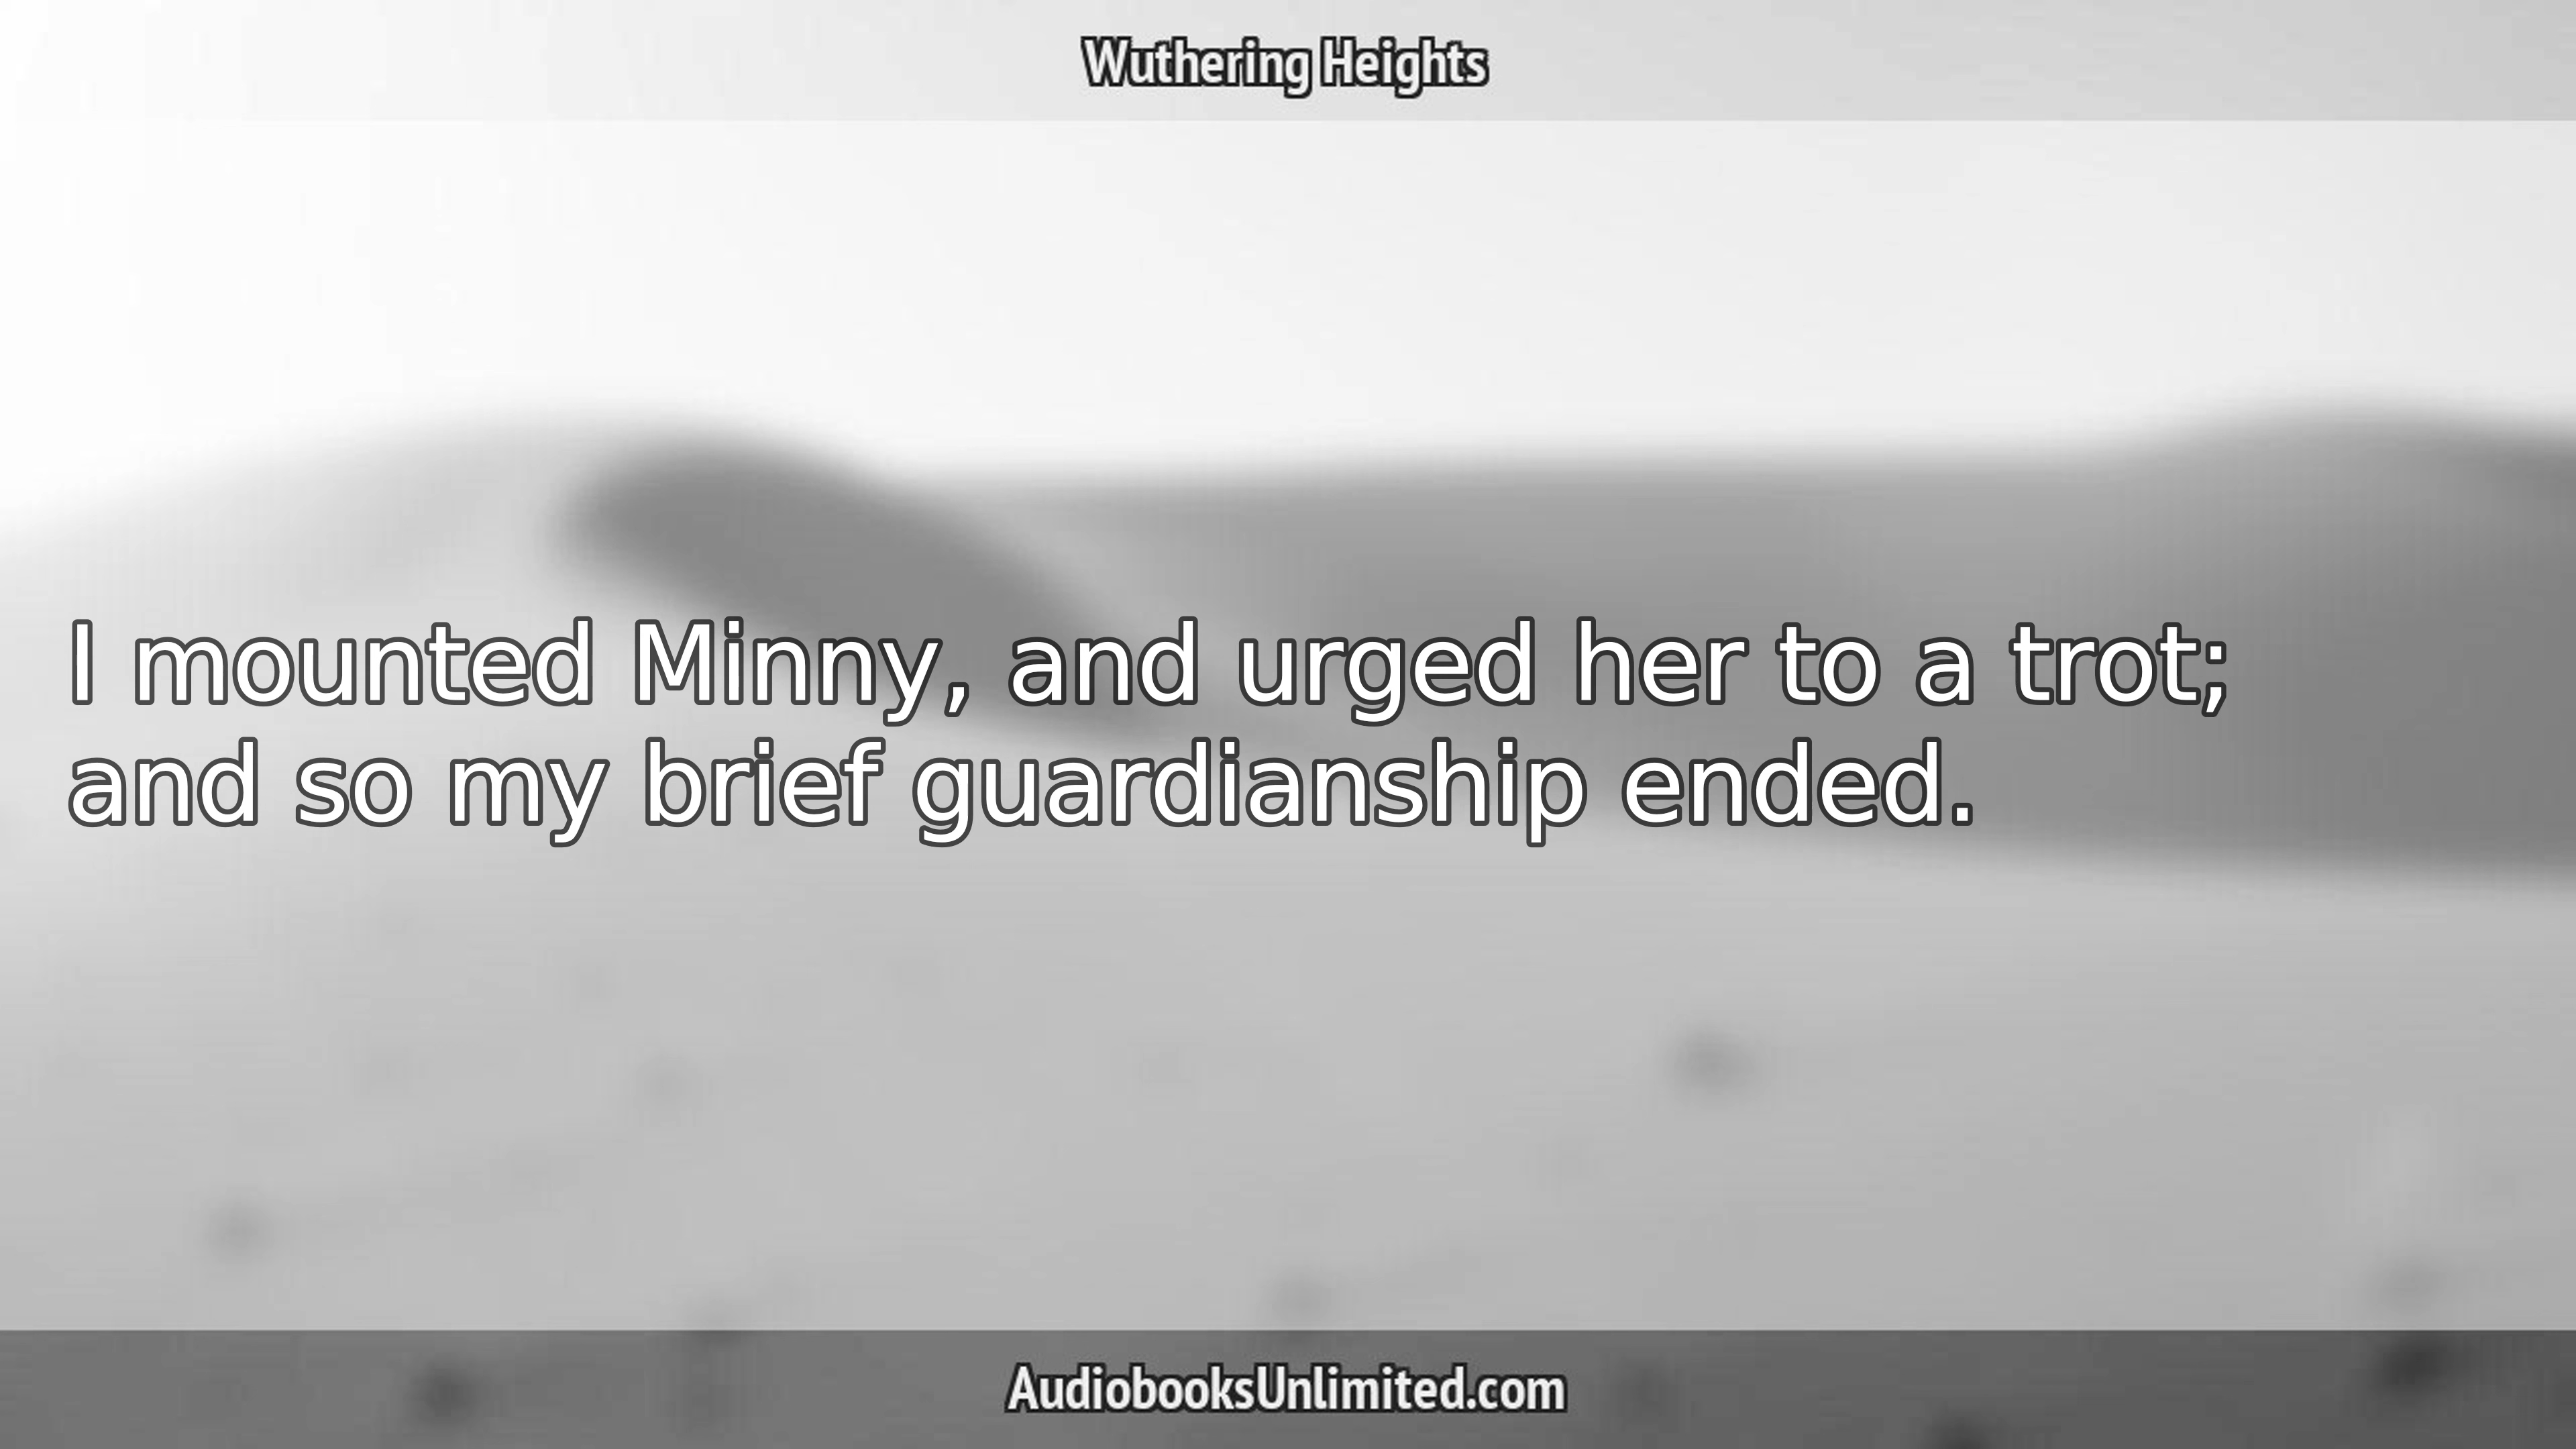 Wuthering Heights
I mounted Minny, and urged her to a trot;
and so my brief guardianship ended.
AudiobooksUnlimited.com